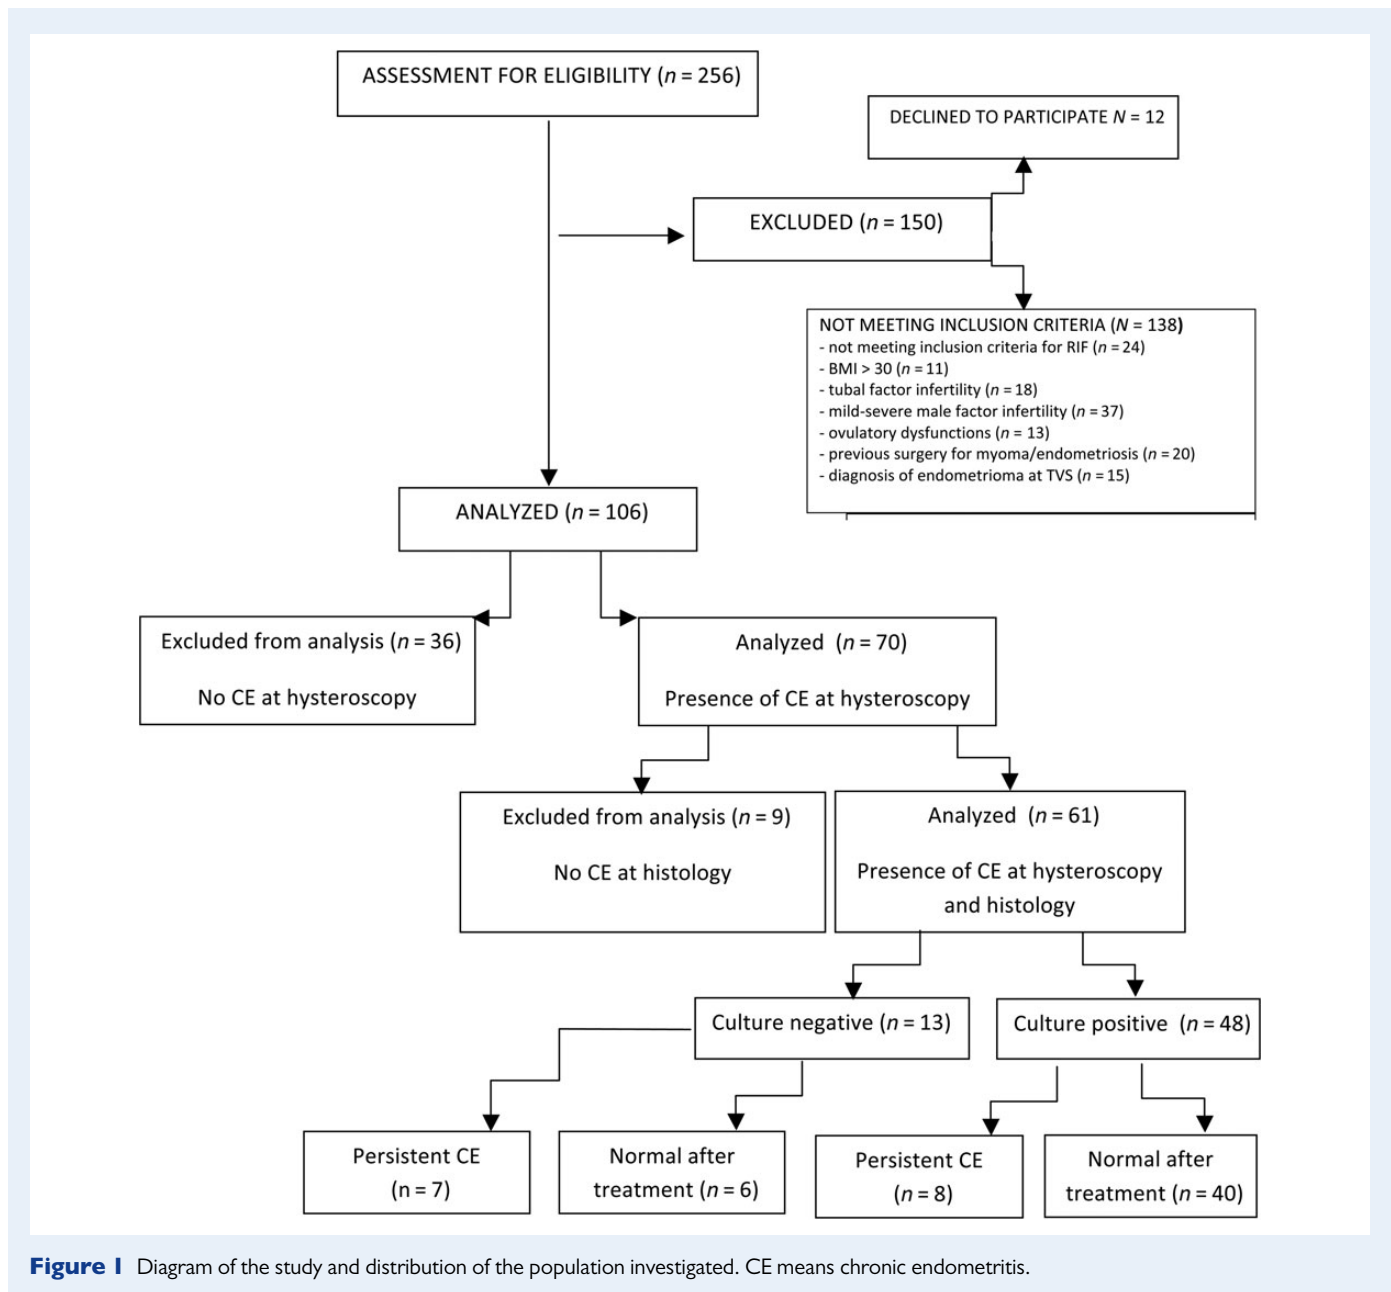 ASSESSMENT FOR ELIGIBILITY (n = 256)
DECLINED TO PARTICIPATE N = 12
EXCLUDED (n = 150)
NOT MEETING INCLUSION CRITERIA (N = 138)
- not meeting inclusion criteria for RIF (n = 24)
- BMI > 30 (n = 11)
- tubal factor infertility (n = 18)
- mild-severe male factor infertility (n = 37)
- ovulatory dysfunctions (n = 13)
- previous surgery for myoma/endometriosis (n = 20)
- diagnosis of endometrioma at TVS (n = 15)
ANALYZED (n = 106)
Excluded from analysis (n = 36)
No CE at hysteroscopy
Analyzed (n = 70)
Presence of CE at hysteroscopy
Excluded from analysis (n = 9)
No CE at histology
Analyzed (n = 61)
Presence of CE at hysteroscopy
and histology
Culture negative (n = 13)
Culture positive (n = 48)
Persistent CE
(n = 7)
Normal after
treatment (n = 6)
Persistent CE
(n = 8)
Normal after
treatment (n = 40)
Figure 1 Diagram of the study and distribution of the population investigated. CE means chronic endometritis.